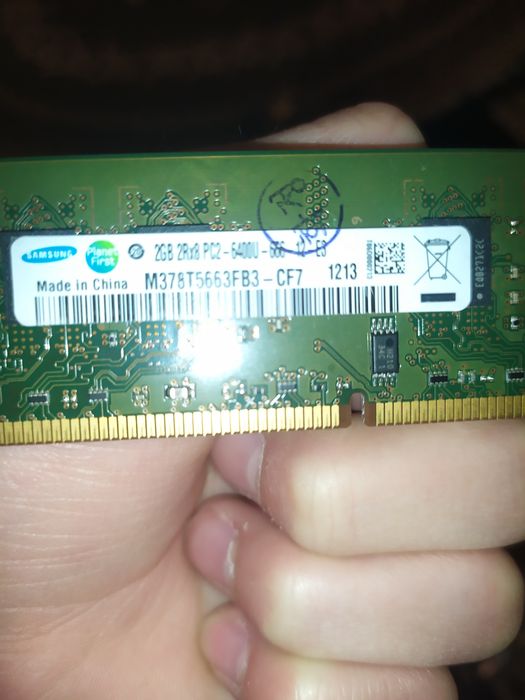 SAMSUNG
Planet
First
2GB 2Rx8 PC2-6400U-666-12-E3
Made in China
M378T5663FB3-CF7
1213